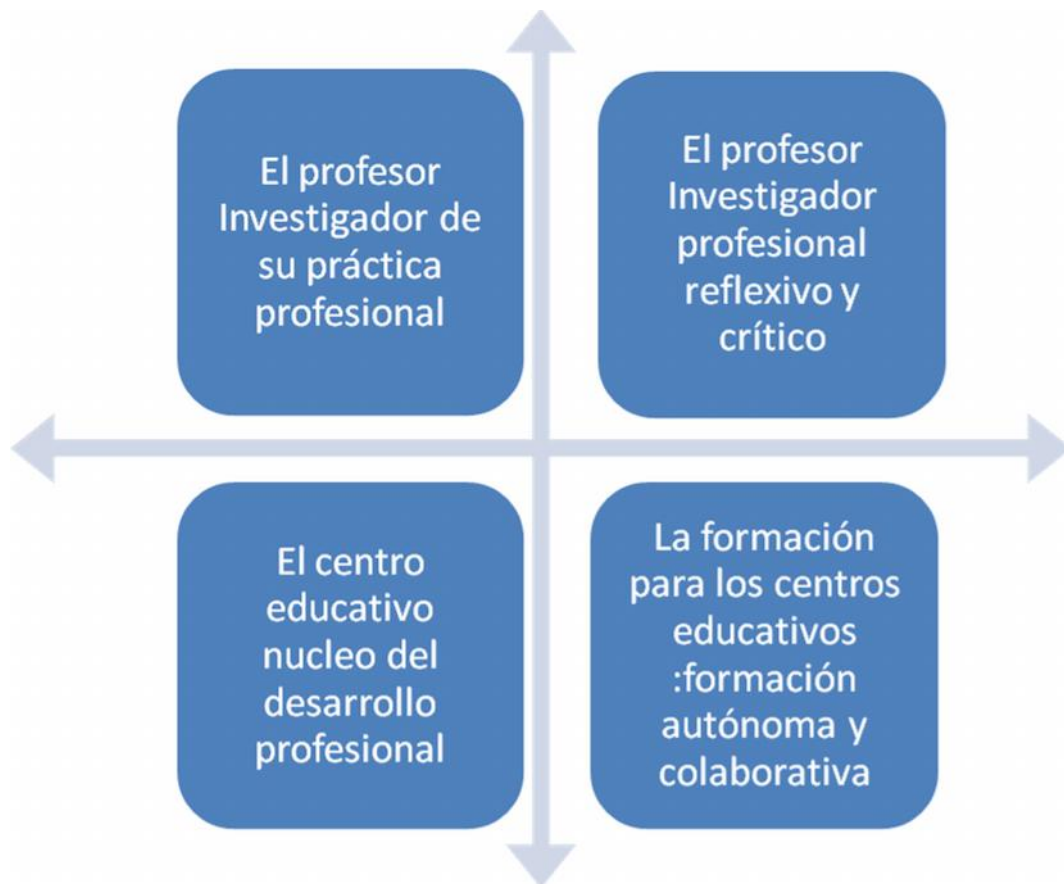 El profesor
Investigador de
su práctica
profesional
El profesor
Investigador
profesional
reflexivo y
crítico
El centro
educativo
nucleo del
desarrollo
profesional
La formación
para los centros
educativos
:formación
autónoma y
colaborativa